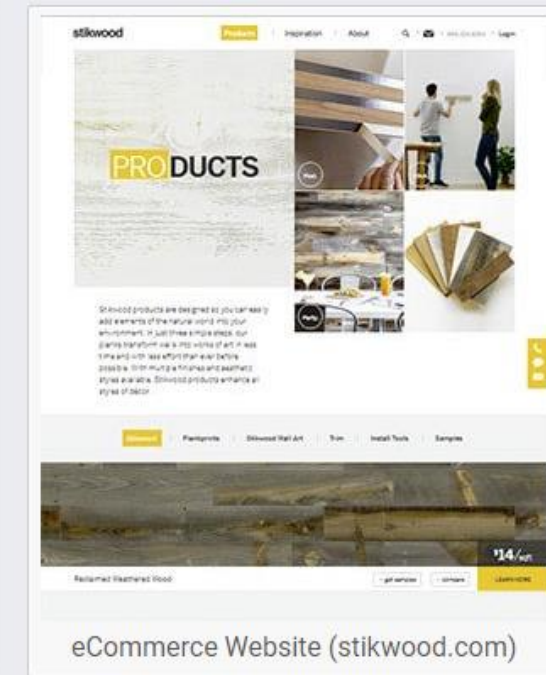 stikwood
Products
Inspiration
About
Login
PRODUCTS
Stikwood products are designed so you can easily
add elements of the natural world into your
environment. In just three simple steps, our
planks transform walls into works of art in less
time and with less effort than ever before
possible. With multiple finishes and aesthetic
styles available, Stikwood products enhance all
styles of décor.
Stikwood
Plankprints
Stikwood Wall Art
Trim
Install Tools
Samples
$14/
Reclaimed Weathered Wood
get samples
compare
LEARN MORE
eCommerce Website (stikwood.com)